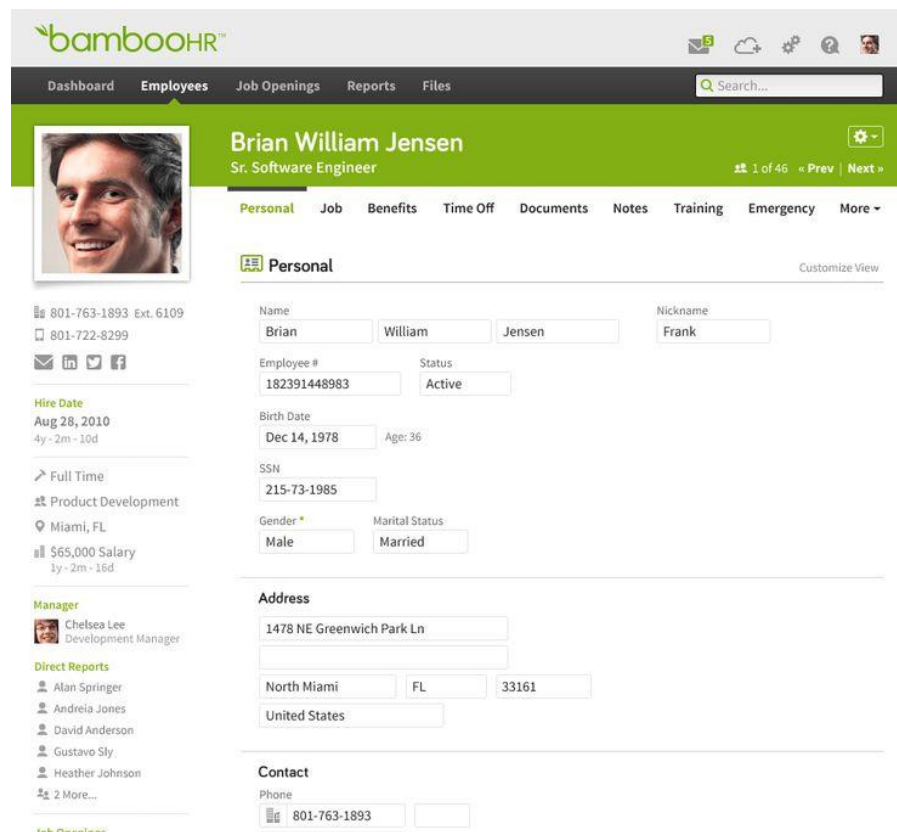 bambooHR™
5
Dashboard Employees Job Openings Reports Files Search...
Brian William Jensen
Sr. Software Engineer
1 of 46 « Prev | Next »
Personal Job Benefits Time Off Documents Notes Training Emergency More
Personal
Customize View
801-763-1893 Ext. 6109
801-722-8299
Hire Date
Aug 28, 2010
4y - 2m - 10d
Full Time
Product Development
Miami, FL
$65,000 Salary
1y - 2m - 16d
Manager
Chelsea Lee
Development Manager
Direct Reports
Alan Springer
Andreia Jones
David Anderson
Gustavo Sly
Heather Johnson
2 More...
Job Openings
Name Nickname
Brian William Jensen Frank
Employee # Status
182391448983 Active
Birth Date
Dec 14, 1978 Age: 36
SSN
215-73-1985
Gender * Marital Status
Male Married
Address
1478 NE Greenwich Park Ln
North Miami FL 33161
United States
Contact
Phone
801-763-1893